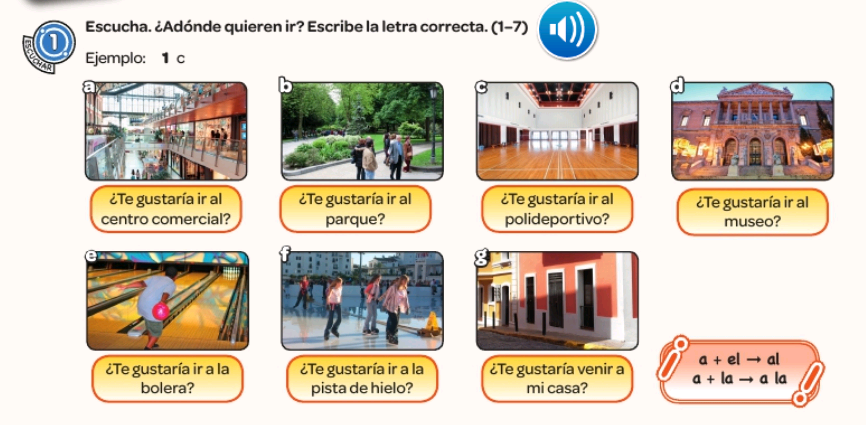 Escucha. ¿Adónde quieren ir? Escribe la letra correcta. (1–7)
1
ESCUCHAR
Ejemplo: 1 c
a
b
c
d
¿Te gustaría ir al
centro comercial?
¿Te gustaría ir al
parque?
¿Te gustaría ir al
polideportivo?
¿Te gustaría ir al
museo?
e
f
g
¿Te gustaría ir a la
bolera?
¿Te gustaría ir a la
pista de hielo?
¿Te gustaría venir a
mi casa?
a + el → al
a + la → a la